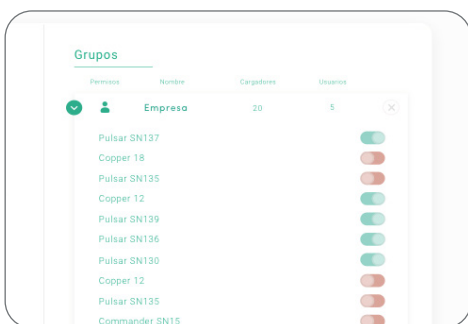 Grupos
Permisos Nombre Cargadores Usuarios
Empresa 20 5
Pulsar SN137
Copper 18
Pulsar SN135
Copper 12
Pulsar SN139
Pulsar SN136
Pulsar SN130
Copper 12
Pulsar SN135
Commander SN15